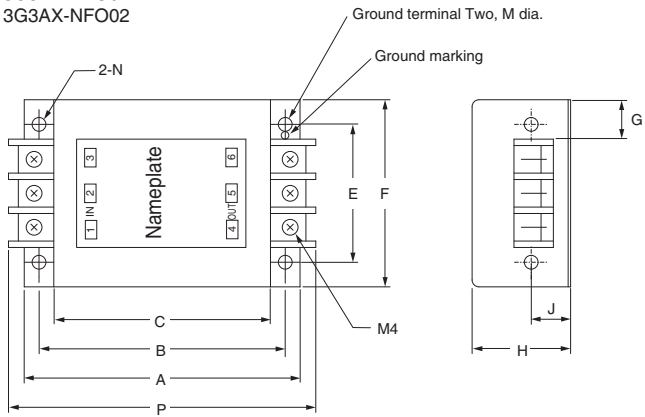 3G3AX-NFO02
Ground terminal Two, M dia.
Ground marking
2-N
3
6
2
IN
5
OUT
1
4
Nameplate
E
F
G
C
B
A
P
M4
J
H